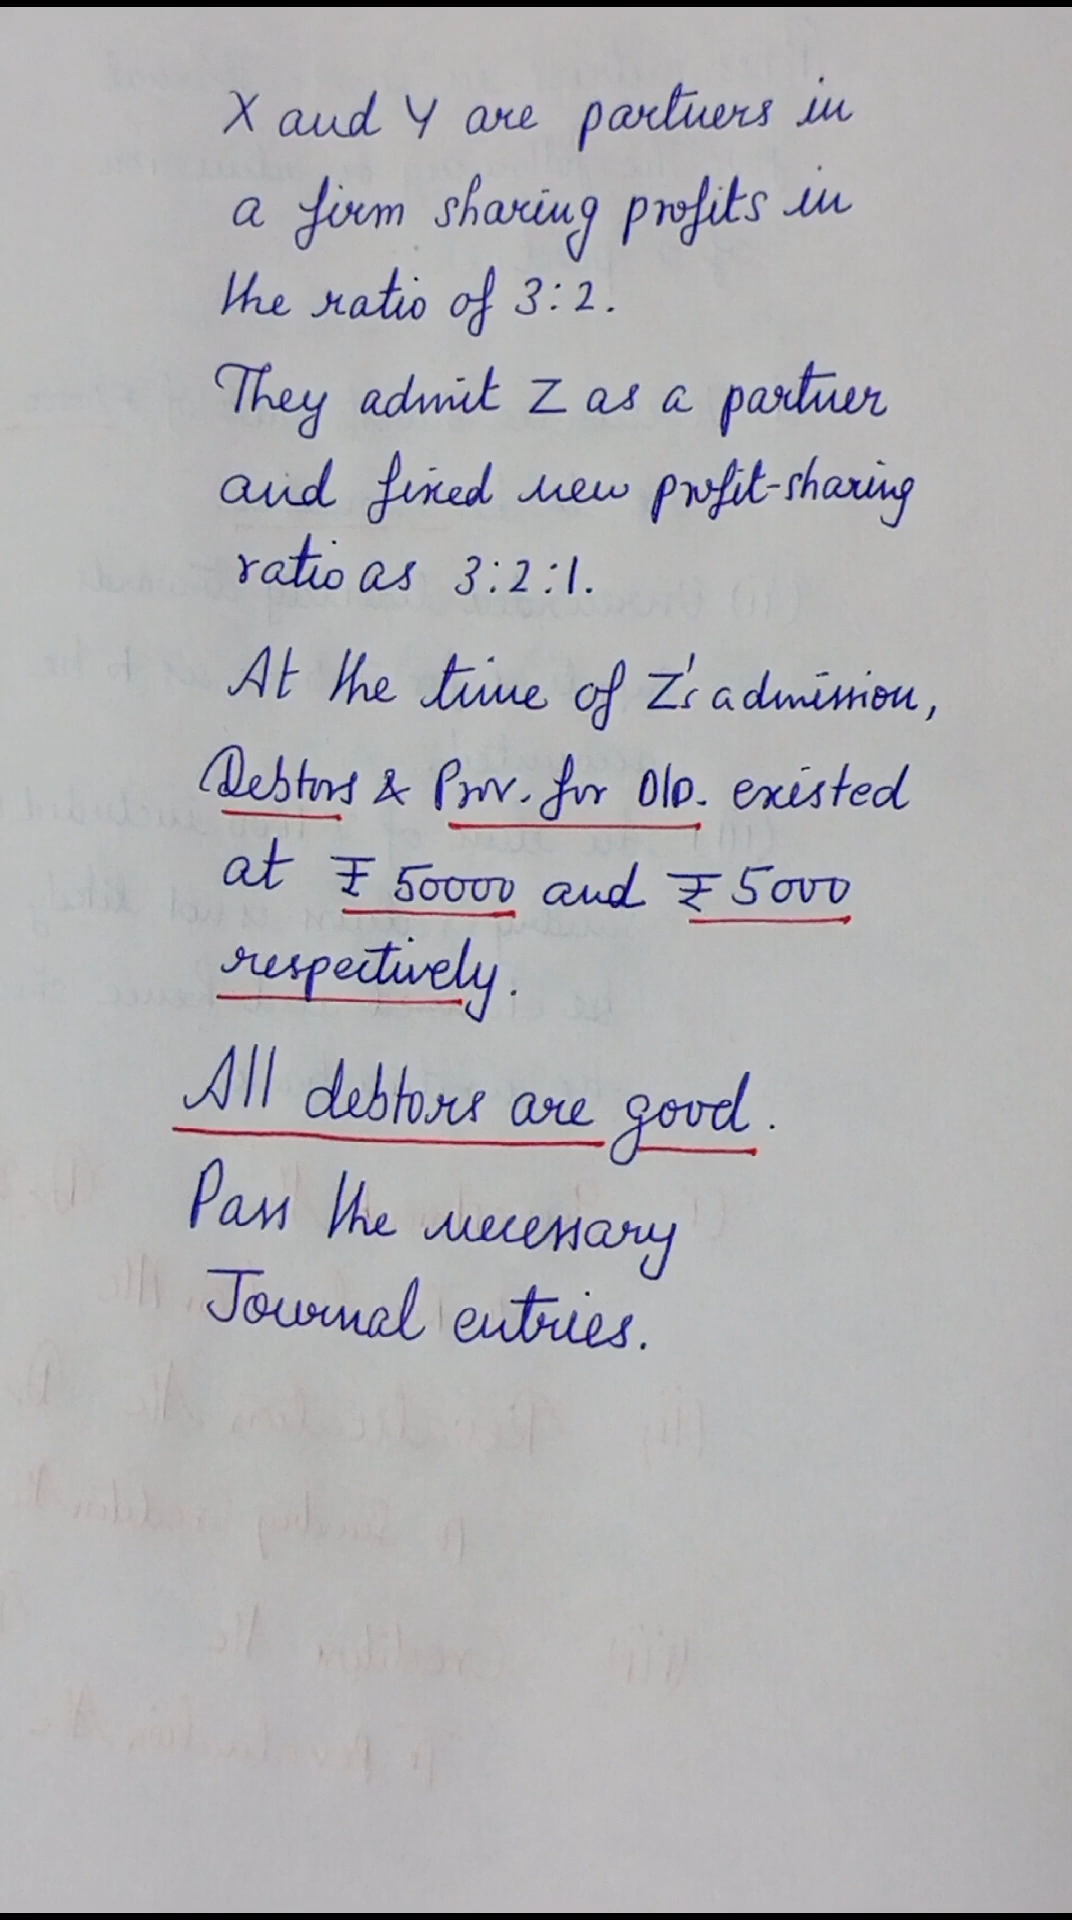 X and Y are partners in
a firm sharing profits in
the ratio of 3:2.
They admit Z as a partner
and fixed new profit-sharing
ratio as 3:2:1.
At the time of Z's admission,
Debtors & Prov. for D/D. existed
at ₹ 50000 and ₹ 5000
respectively.
All debtors are good.
Pass the necessary
Journal entries.